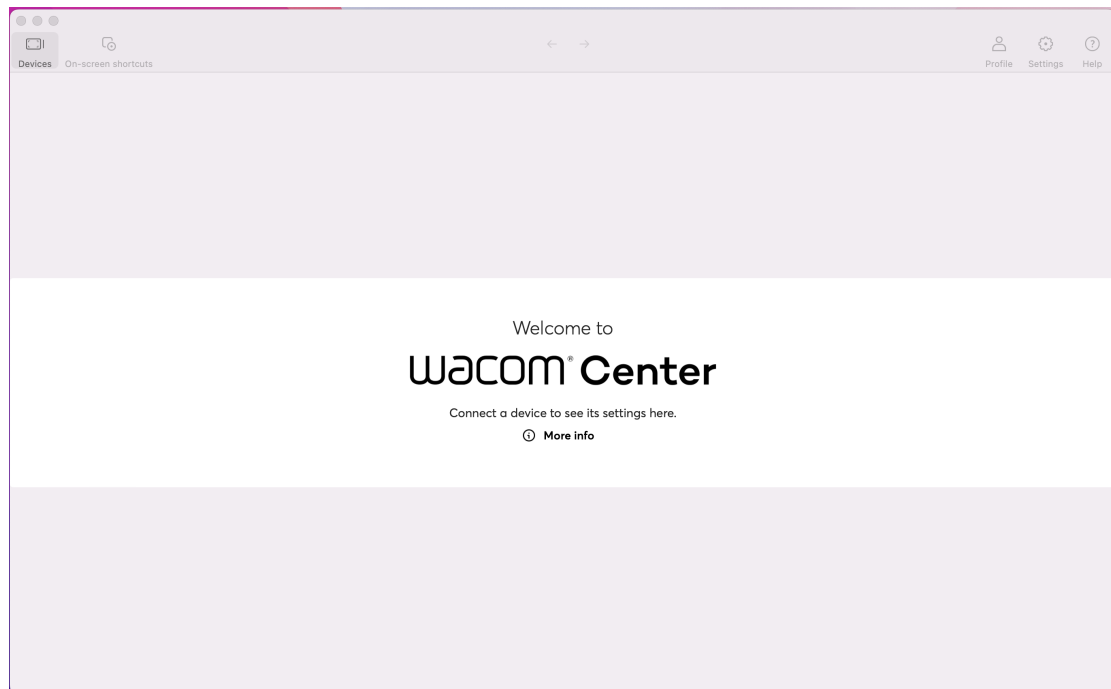 Devices
On-screen shortcuts
Profile
Settings
Help
Welcome to
wacom® Center
Connect a device to see its settings here.
More info